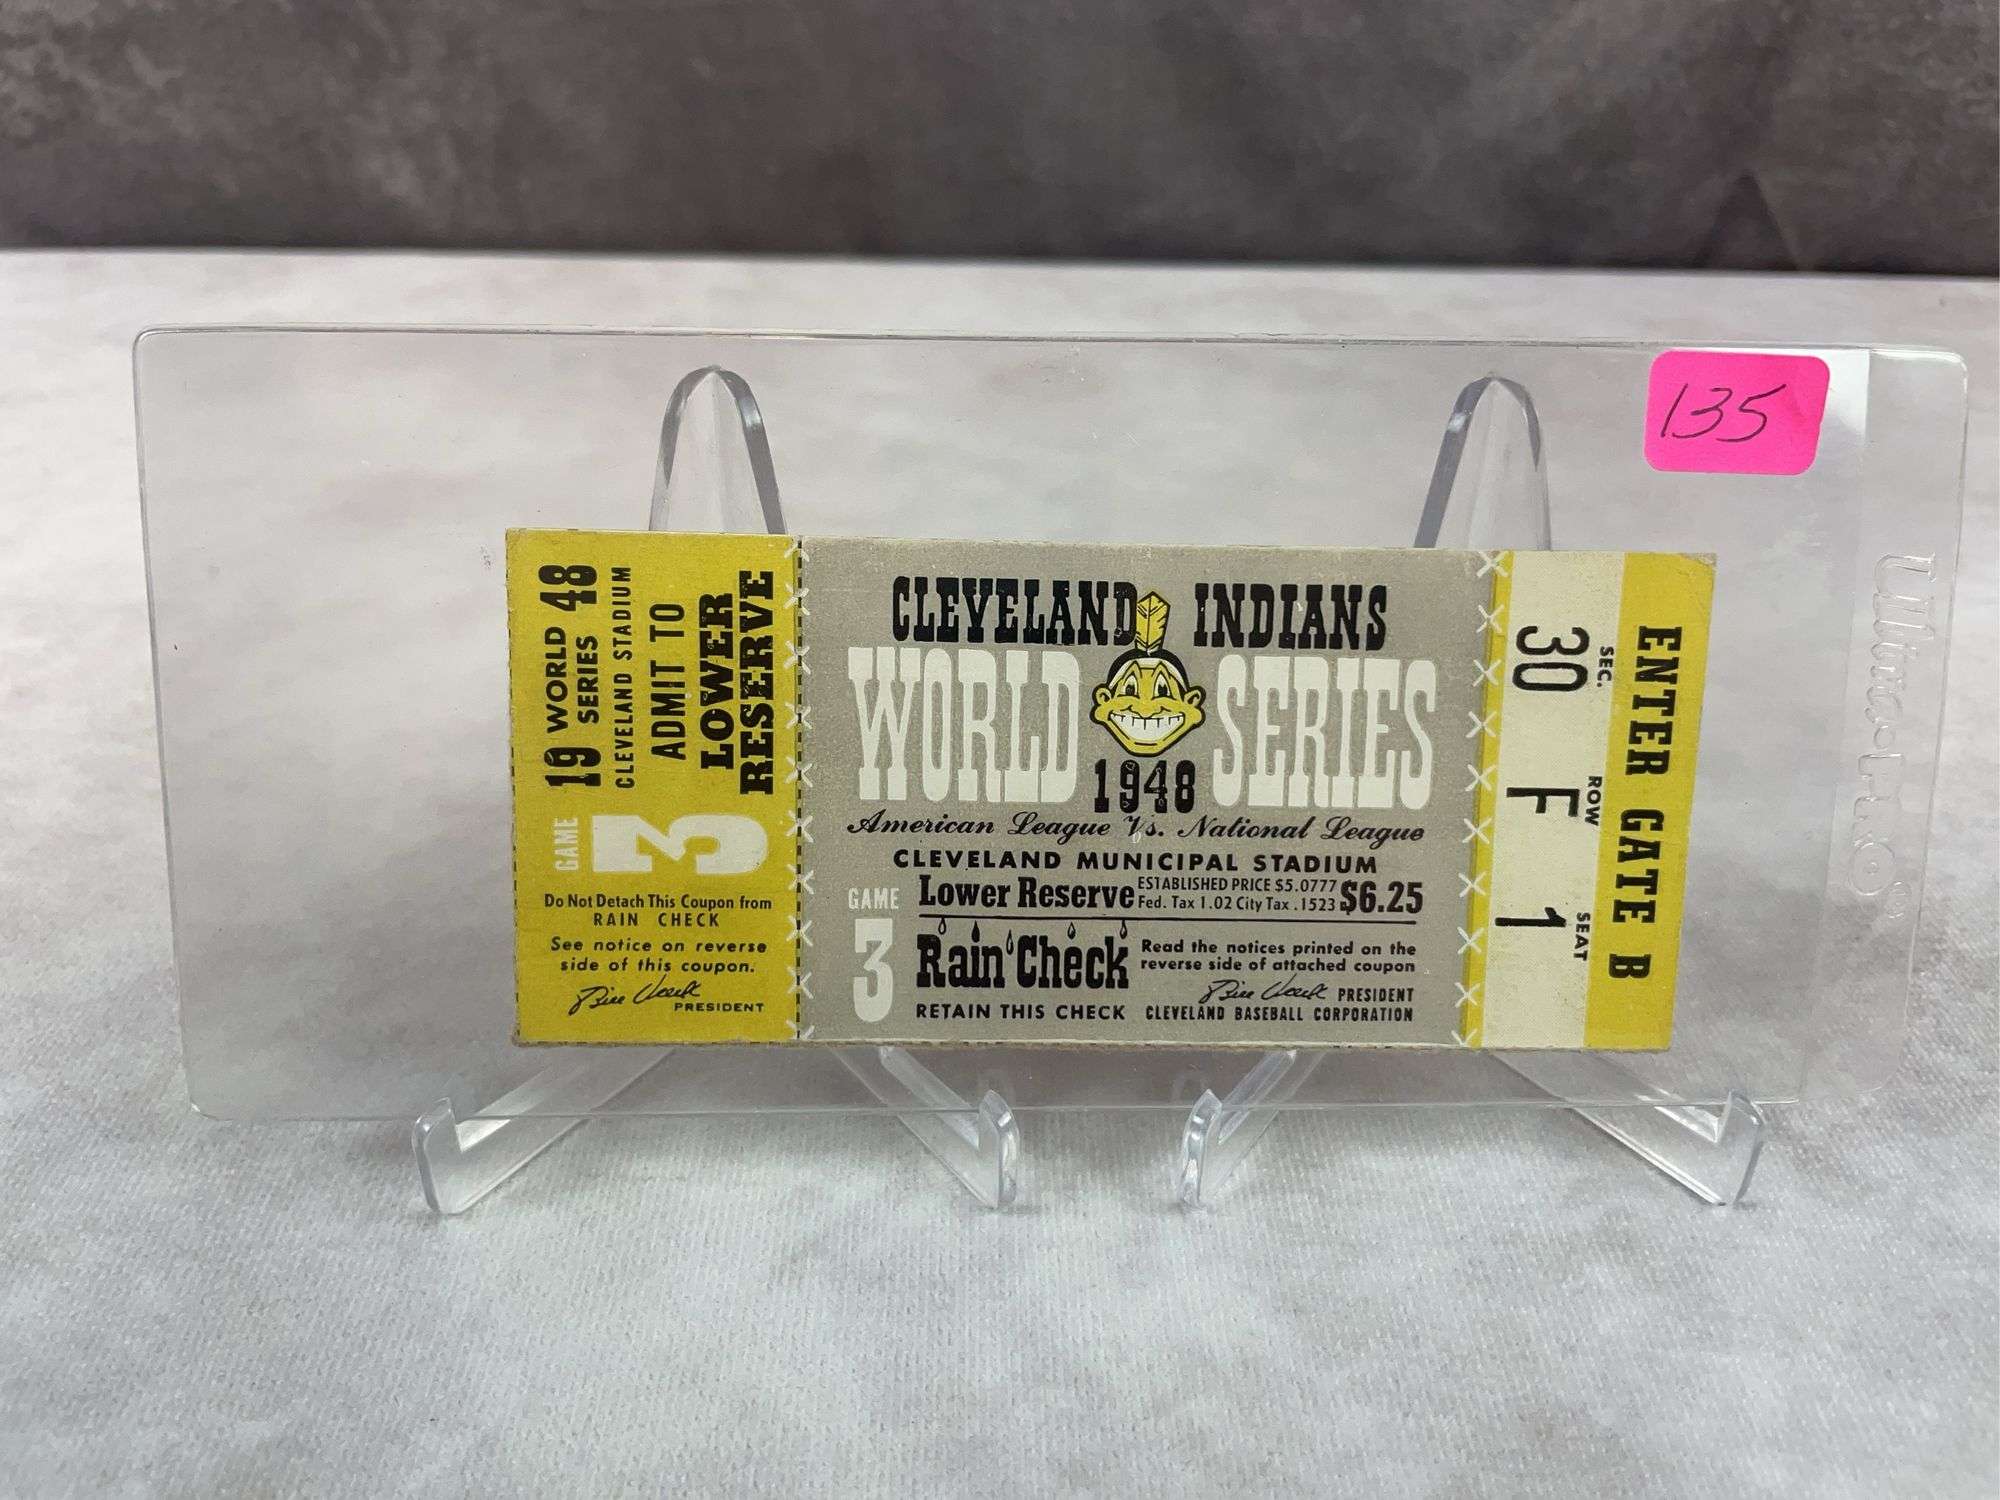 135
Ultra•PRO
19 WORLD SERIES 48
CLEVELAND STADIUM
ADMIT TO
LOWER
RESERVE
GAME 3
Do Not Detach This Coupon from
RAIN CHECK
See notice on reverse
side of this coupon.
Bill Veeck
PRESIDENT
CLEVELAND INDIANS
WORLD SERIES
1948
American League Vs. National League
CLEVELAND MUNICIPAL STADIUM
GAME 3
Lower Reserve ESTABLISHED PRICE $5.0777 $6.25
Fed. Tax 1.02 City Tax .1523
Rain Check Read the notices printed on the
reverse side of attached coupon
Bill Veeck PRESIDENT
RETAIN THIS CHECK CLEVELAND BASEBALL CORPORATION
SEC. 30
ROW F
SEAT 1
ENTER GATE B